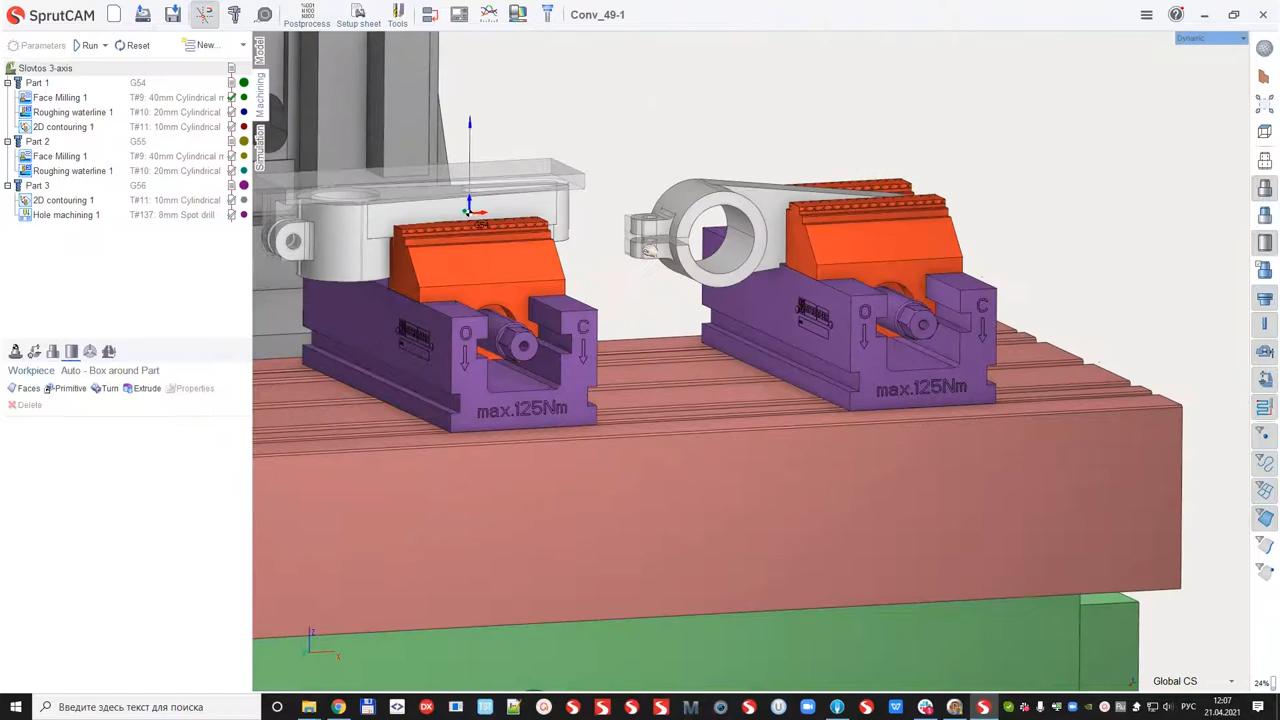 SprutCAM
%001 N100 N100
Postprocess
Setup sheet
Tools
Conv_49-1
Dynamic
Parameters
Run
Reset
New...
Slovtos 3-axis
Part 1 G54
Face Milling 1 T#9: 40mm Cylindrical m
Roughing waterline 1 T#10: 20mm Cylindrical
2D contouring 1 T#11: 10mm Cylindrical
Part 2 G55
Face Milling 1 T#9: 40mm Cylindrical m
Roughing waterline 1 T#10: 20mm Cylindrical
Part 3 G56
2D contouring 1 T#11: 10mm Cylindrical
Hole machining 1 T#137: 8mm Spot drill
Model
Machining
Simulation
Workpiece Auto - Box around Part
Faces
Primitive
Turn
Extrude
Properties
Delete
G54
O
C
max.125Nm
O
C
max.125Nm
Z
X
Global CS
24%
Введите здесь текст для поиска
РУС
12:07
21.04.2021